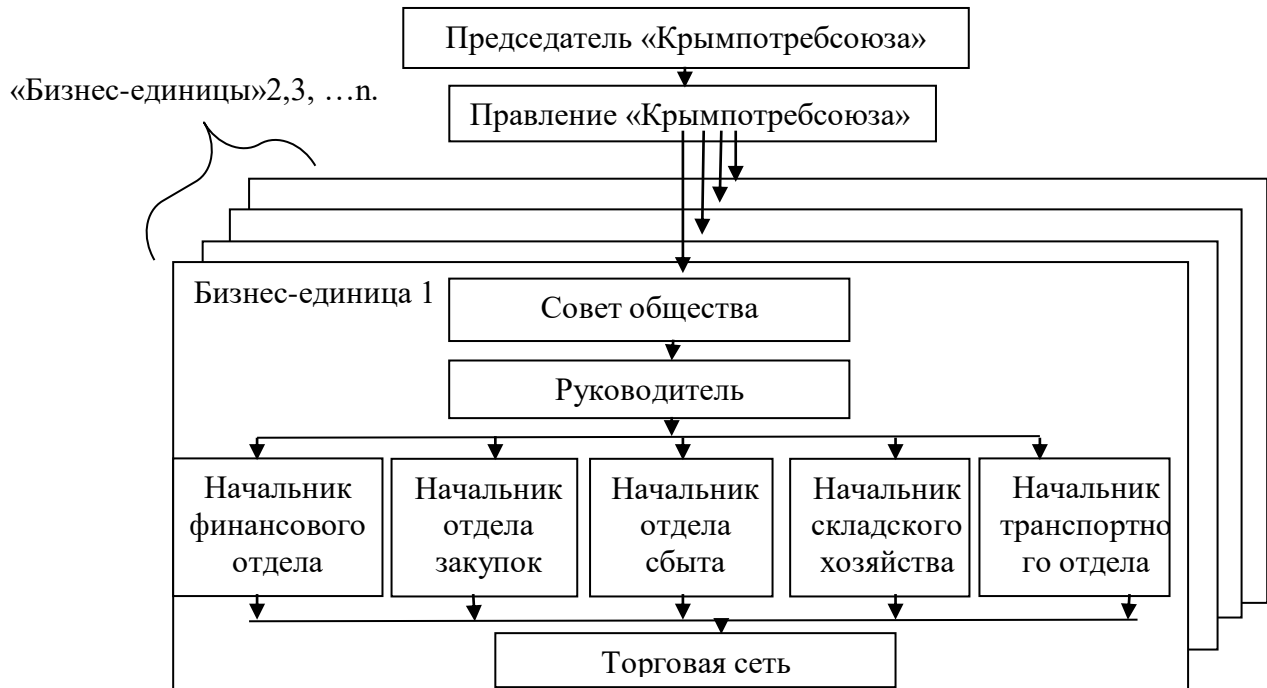 Председатель «Крымпотребсоюза»
«Бизнес-единицы»2,3, …n.
Правление «Крымпотребсоюза»
Бизнес-единица 1
Совет общества
Руководитель
Начальник
финансового
отдела
Начальник
отдела
закупок
Начальник
отдела
сбыта
Начальник
складского
хозяйства
Начальник
транспортно
го отдела
Торговая сеть